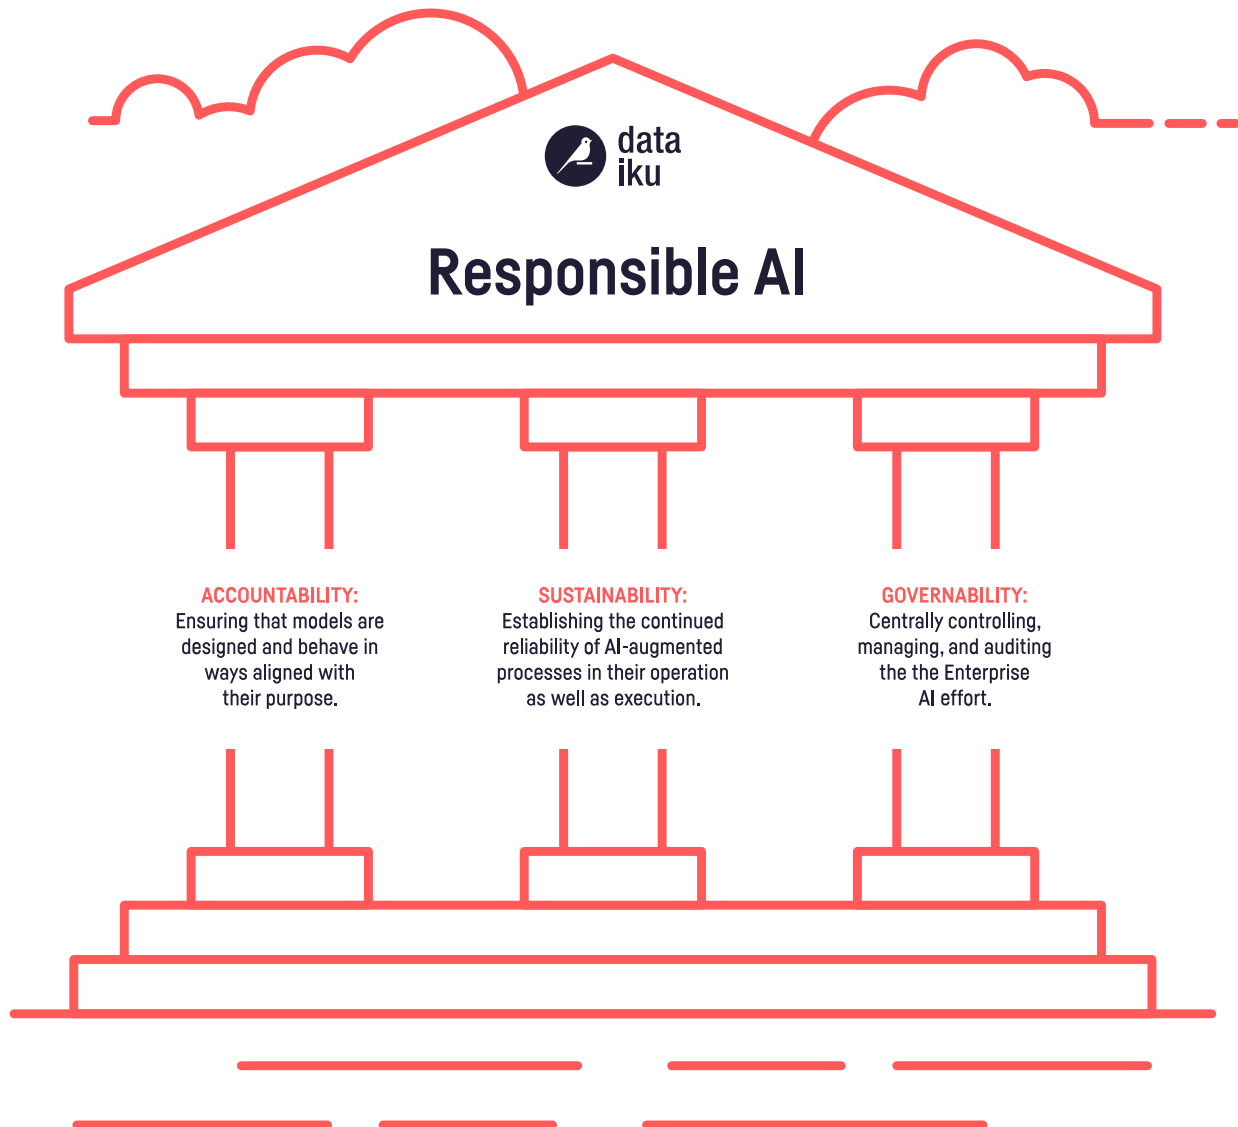 data
iku
Responsible AI
ACCOUNTABILITY:
Ensuring that models are
designed and behave in
ways aligned with
their purpose.
SUSTAINABILITY:
Establishing the continued
reliability of AI-augmented
processes in their operation
as well as execution.
GOVERNABILITY:
Centrally controlling,
managing, and auditing
the the Enterprise
AI effort.